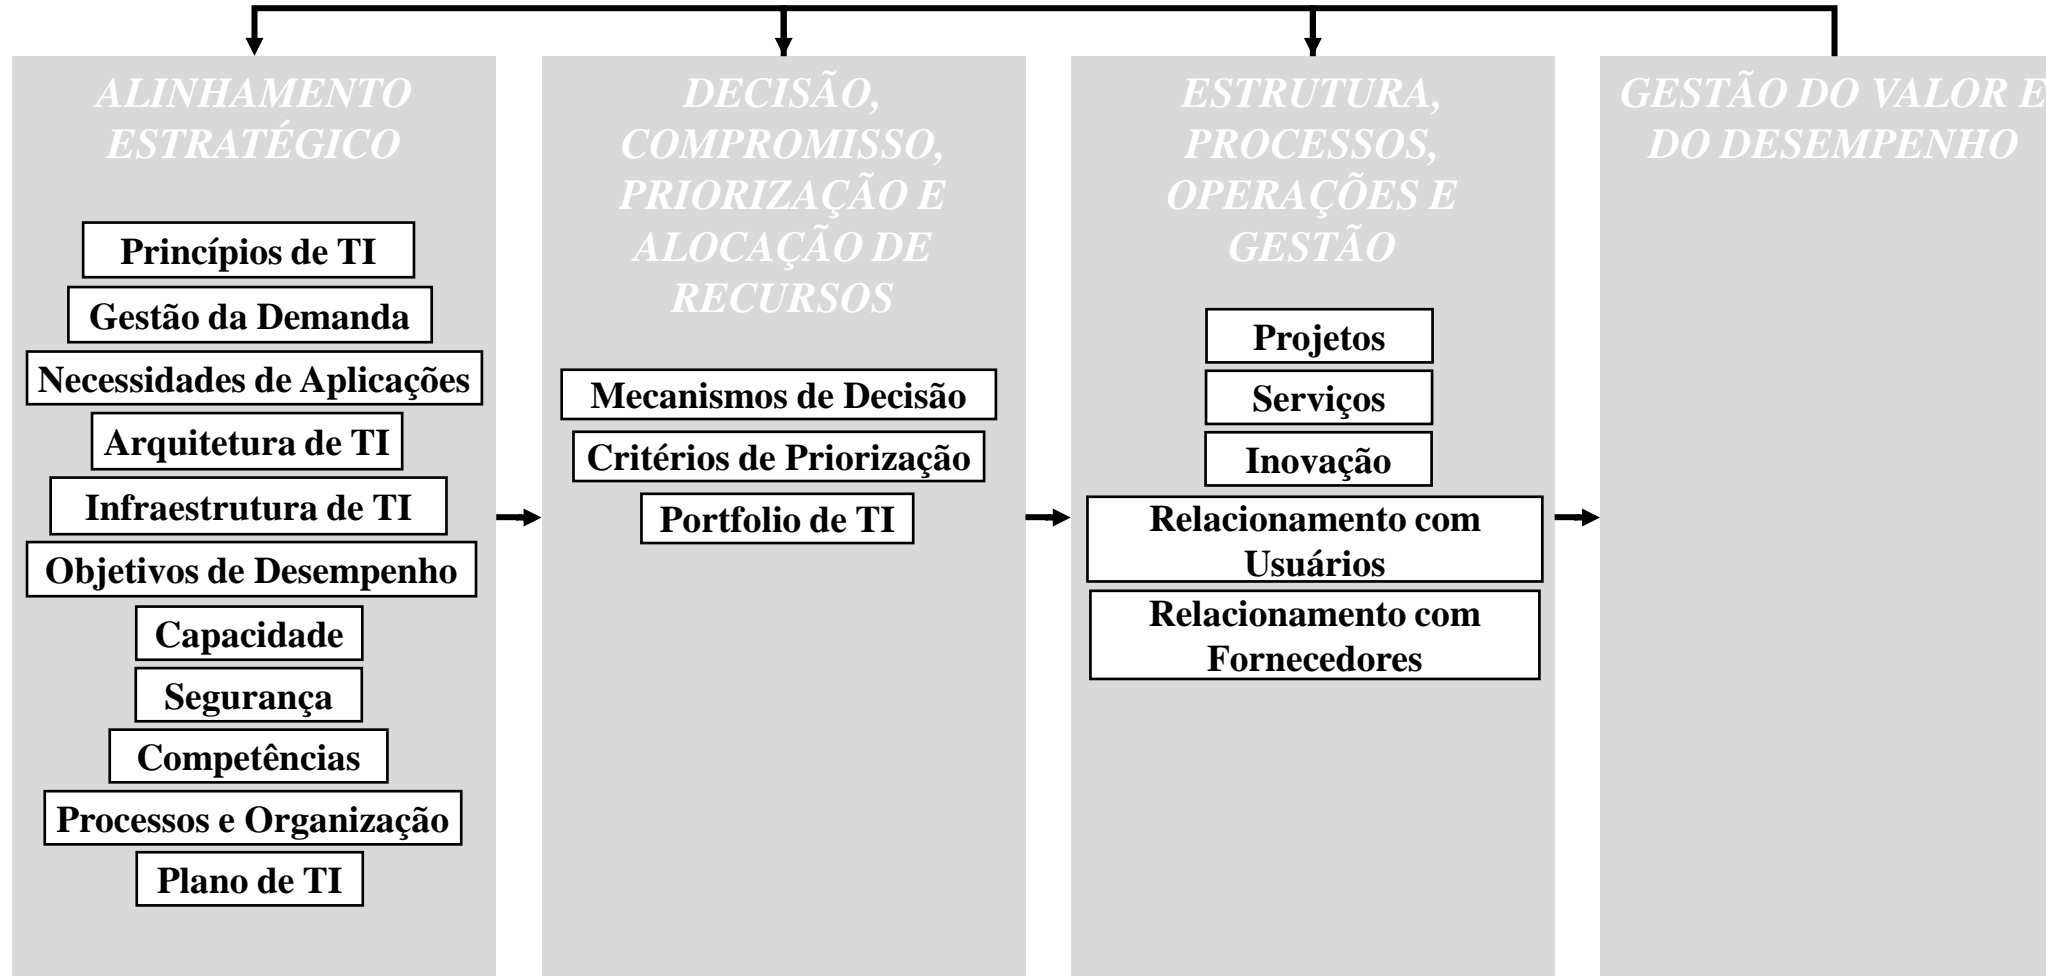 ALINHAMENTO
ESTRATÉGICO
Princípios de TI
Gestão da Demanda
Necessidades de Aplicações
Arquitetura de TI
Infraestrutura de TI
Objetivos de Desempenho
Capacidade
Segurança
Competências
Processos e Organização
Plano de TI
DECISÃO,
COMPROMISSO,
PRIORIZAÇÃO E
ALOCAÇÃO DE
RECURSOS
Mecanismos de Decisão
Critérios de Priorização
Portfolio de TI
ESTRUTURA,
PROCESSOS,
OPERAÇÕES E
GESTÃO
Projetos
Serviços
Inovação
Relacionamento com
Usuários
Relacionamento com
Fornecedores
GESTÃO DO VALOR E
DO DESEMPENHO